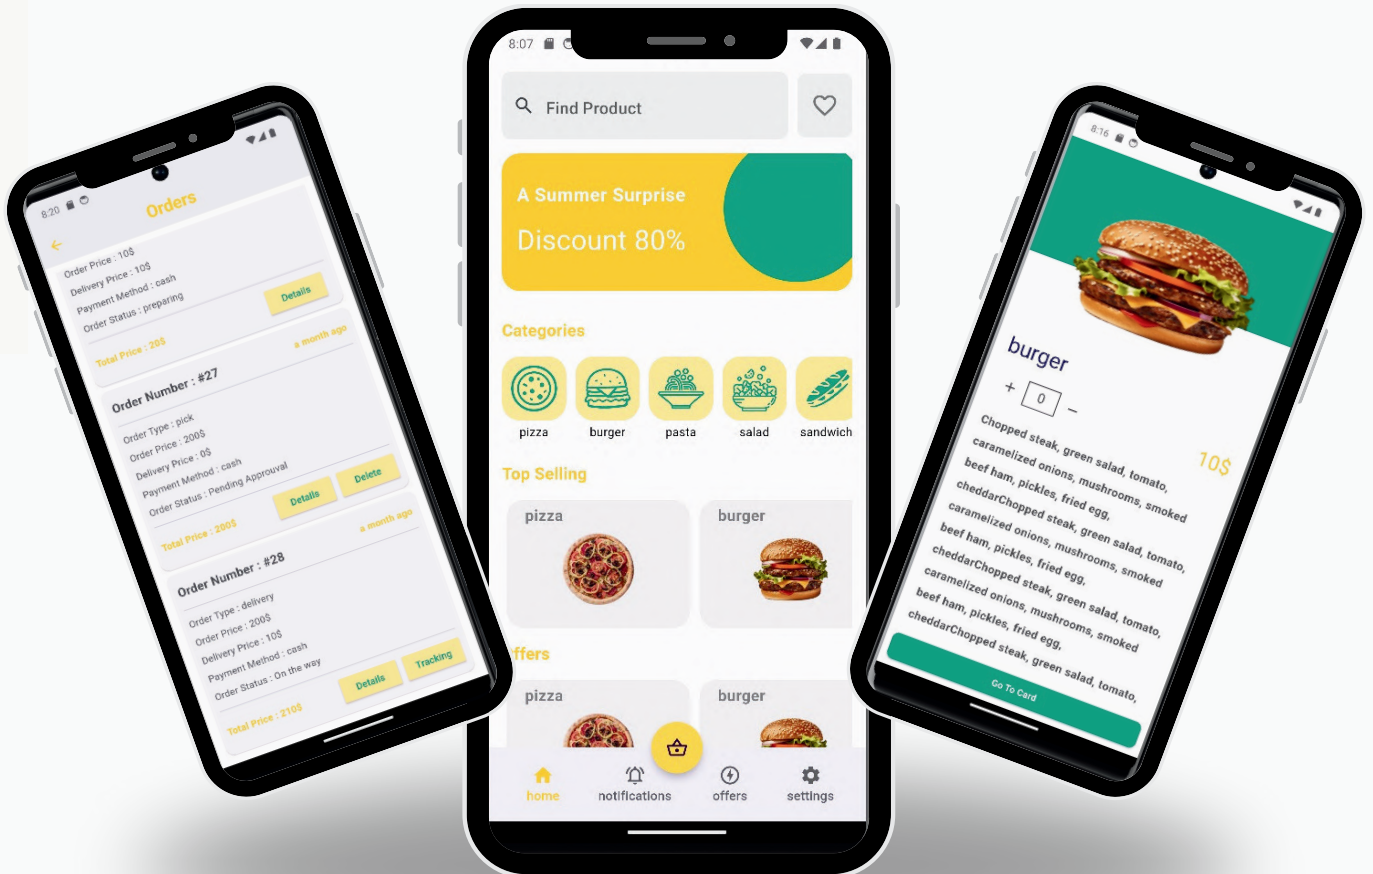 8:20
Orders
Order Price : 10$
Delivery Price : 10$
Payment Method : cash
Order Status : preparing
Details
Total Price : 20$
a month ago
Order Number : #27
Order Type : pick
Order Price : 200$
Delivery Price : 0$
Payment Method : cash
Order Status : Pending Approuval
Details
Delete
Total Price : 200$
a month ago
Order Number : #28
Order Type : delivery
Order Price : 200$
Delivery Price : 10$
Payment Method : cash
Order Status : On the way
Details
Tracking
Total Price : 210$
8:07
Find Product
A Summer Surprise
Discount 80%
Categories
pizza
burger
pasta
salad
sandwich
Top Selling
pizza
burger
ffers
pizza
burger
home
notifications
offers
settings
8:16
burger
+ 0 −
10$
Chopped steak, green salad, tomato,
caramelized onions, mushrooms, smoked
beef ham, pickles, fried egg,
cheddarChopped steak, green salad, tomato,
caramelized onions, mushrooms, smoked
beef ham, pickles, fried egg,
cheddarChopped steak, green salad, tomato,
caramelized onions, mushrooms, smoked
beef ham, pickles, fried egg,
cheddarChopped steak, green salad, tomato,
Go To Card